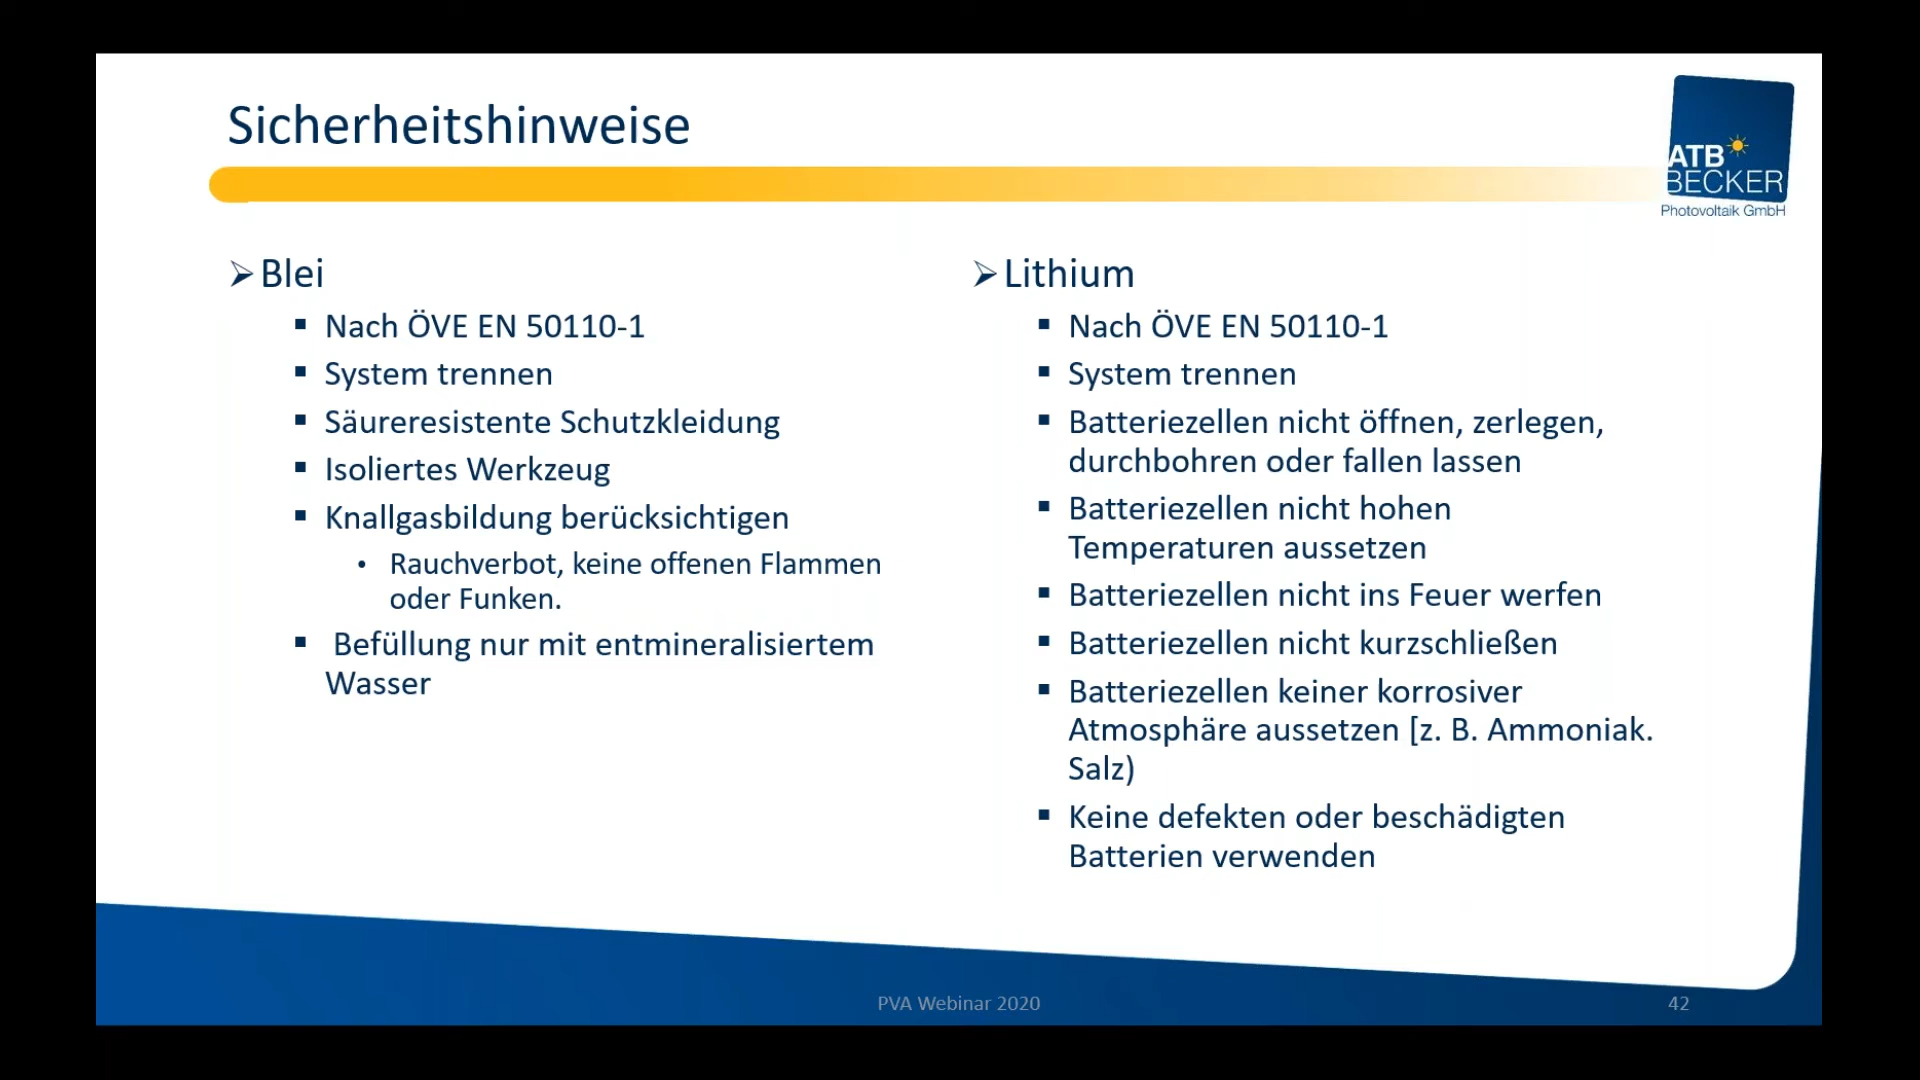 Sicherheitshinweise
ATB
BECKER
Photovoltaik GmbH
Blei
Nach ÖVE EN 50110-1
System trennen
Säureresistente Schutzkleidung
Isoliertes Werkzeug
Knallgasbildung berücksichtigen
Rauchverbot, keine offenen Flammen
oder Funken.
Befüllung nur mit entmineralisiertem
Wasser
Lithium
Nach ÖVE EN 50110-1
System trennen
Batteriezellen nicht öffnen, zerlegen,
durchbohren oder fallen lassen
Batteriezellen nicht hohen
Temperaturen aussetzen
Batteriezellen nicht ins Feuer werfen
Batteriezellen nicht kurzschließen
Batteriezellen keiner korrosiver
Atmosphäre aussetzen [z. B. Ammoniak.
Salz)
Keine defekten oder beschädigten
Batterien verwenden
PVA Webinar 2020
42